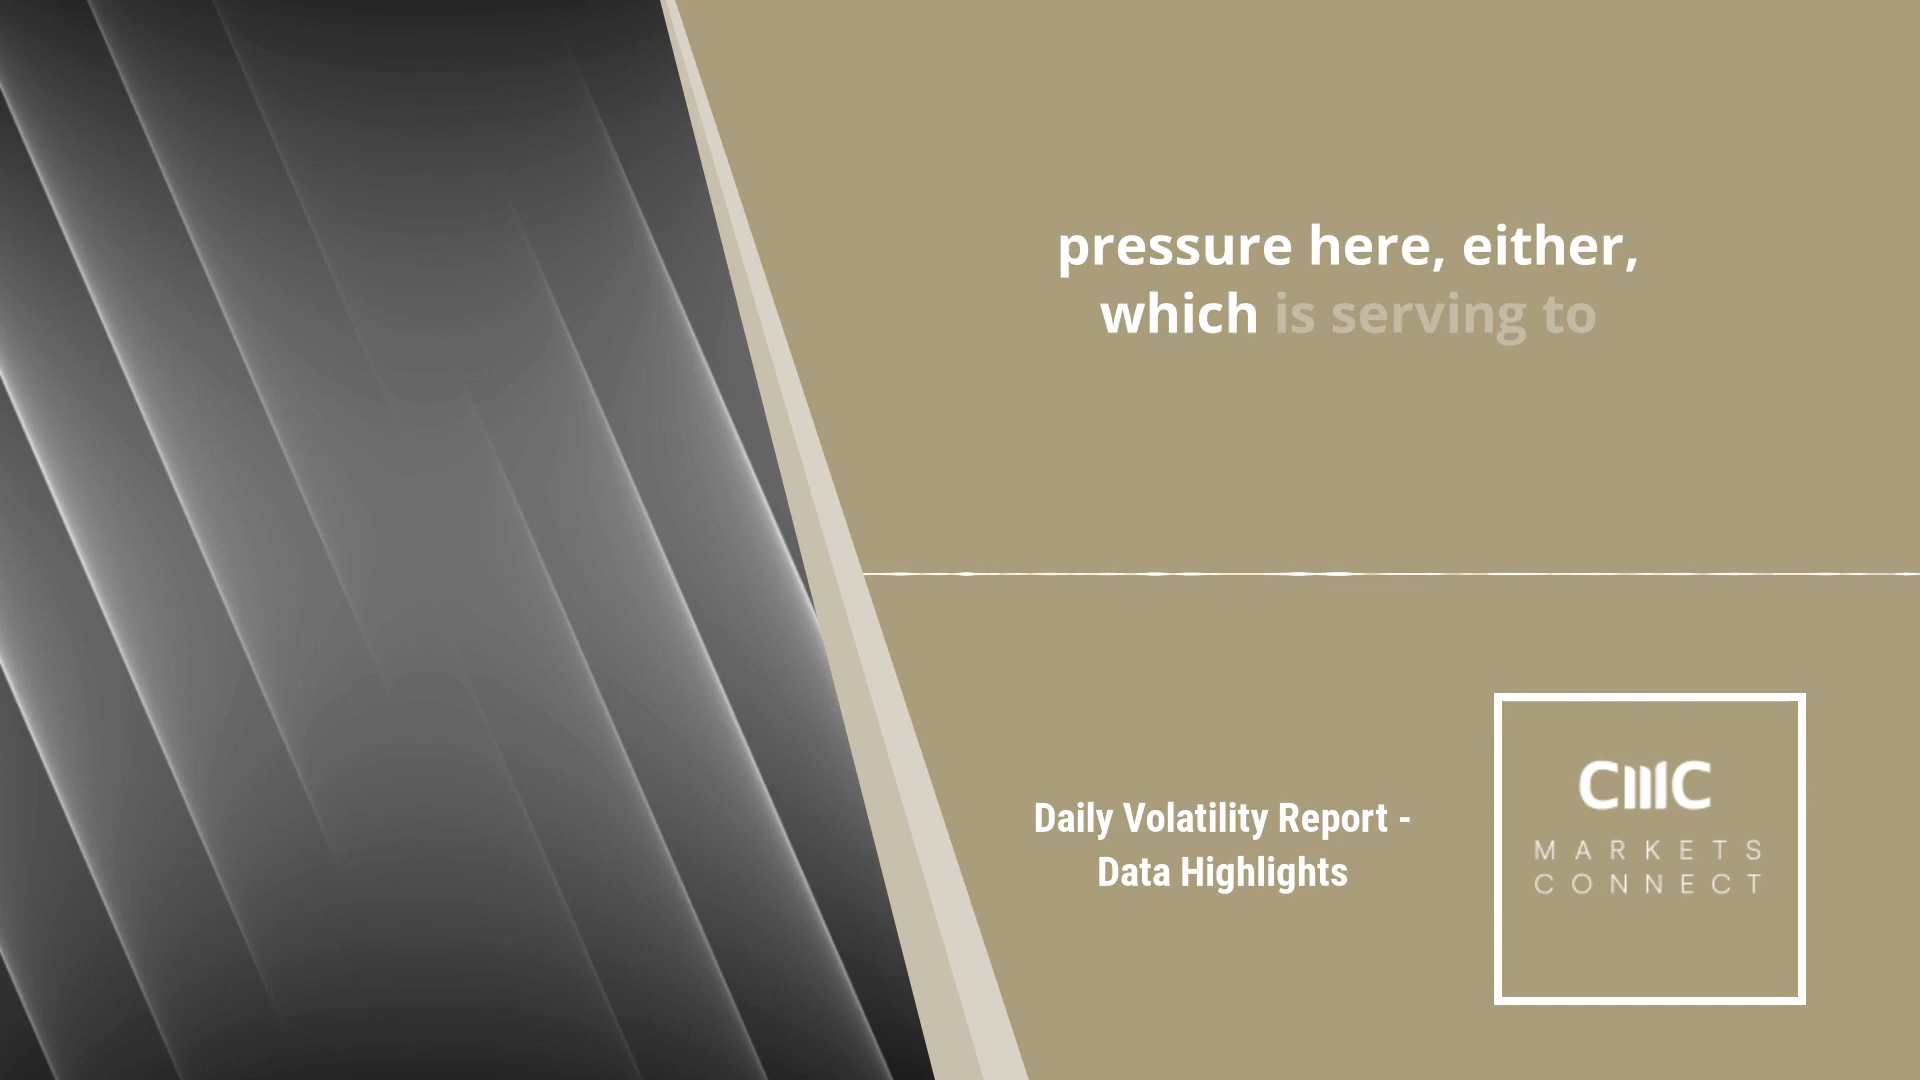 pressure here, either,
which is serving to
Daily Volatility Report -
Data Highlights
CMC
MARKETS
CONNECT